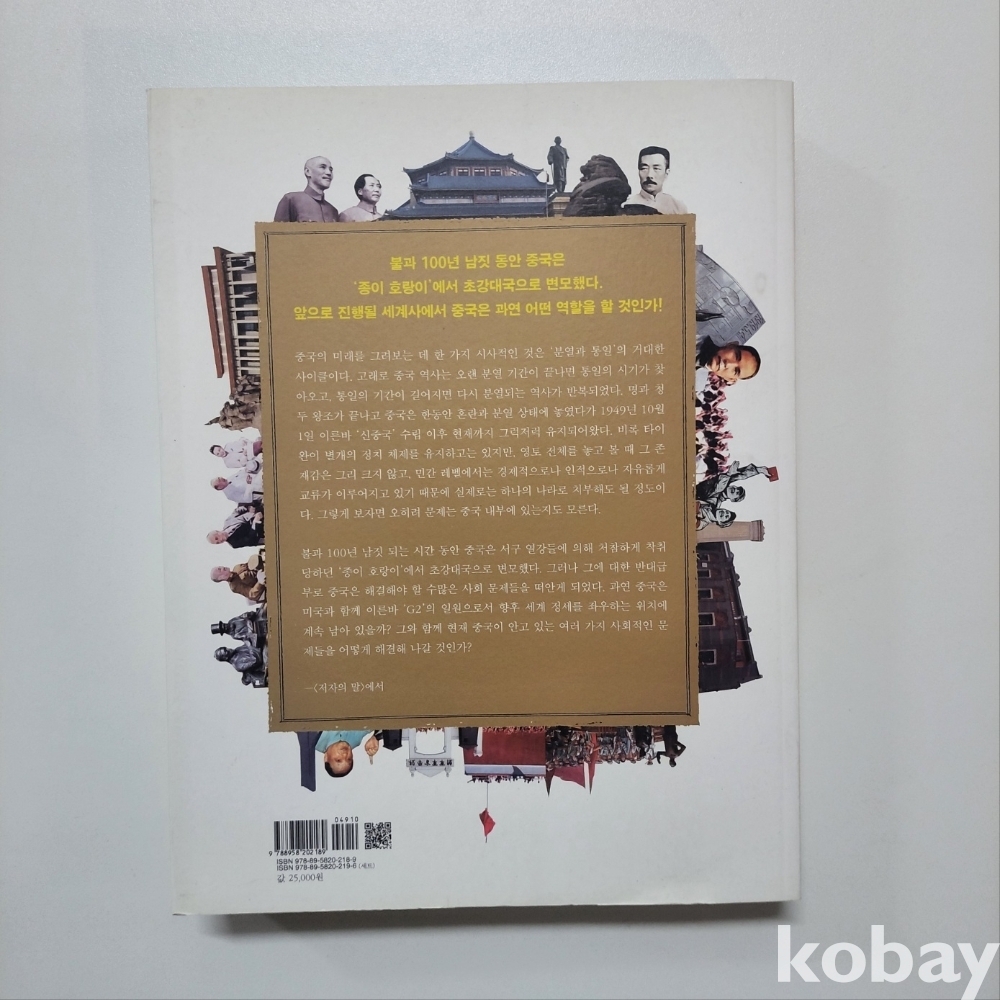 불과 100년 남짓 동안 중국은
'종이 호랑이'에서 초강대국으로 변모했다.
앞으로 진행될 세계사에서 중국은 과연 어떤 역할을 할 것인가!
중국의 미래를 그려보는 데 한 가지 시사적인 것은 '분열과 통일'의 거대한
사이클이다. 고래로 중국 역사는 오랜 분열 기간이 끝나면 통일의 시기가 찾
아오고, 통일의 기간이 길어지면 다시 분열되는 역사가 반복되었다. 명과 청
두 왕조가 끝나고 중국은 한동안 혼란과 분열 상태에 놓였다가 1949년 10월
1일 이른바 '신중국' 수립 이후 현재까지 그럭저럭 유지되어왔다. 비록 타이
완이 별개의 정치 체제를 유지하고는 있지만, 영토 전체를 놓고 볼 때 그 존
재감은 그리 크지 않고, 민간 레벨에서는 경제적으로나 인적으로나 자유롭게
교류가 이루어지고 있기 때문에 실제로는 하나의 나라로 치부해도 될 정도이
다. 그렇게 보자면 오히려 문제는 중국 내부에 있는지도 모른다.
불과 100년 남짓 되는 시간 동안 중국은 서구 열강들에 의해 처참하게 착취
당하던 '종이 호랑이'에서 초강대국으로 변모했다. 그러나 그에 대한 반대급
부로 중국은 해결해야 할 수많은 사회 문제들을 떠안게 되었다. 과연 중국은
미국과 함께 이른바 'G2'의 일원으로서 향후 세계 정세를 좌우하는 위치에
계속 남아 있을까? 그와 함께 현재 중국이 안고 있는 여러 가지 사회적인 문
제들을 어떻게 해결해 나갈 것인가?
—〈저자의 말〉에서
04910
9 788958 202189
ISBN 978-89-5820-218-9
ISBN 978-89-5820-219-6 (세트)
값 25,000원
kobay